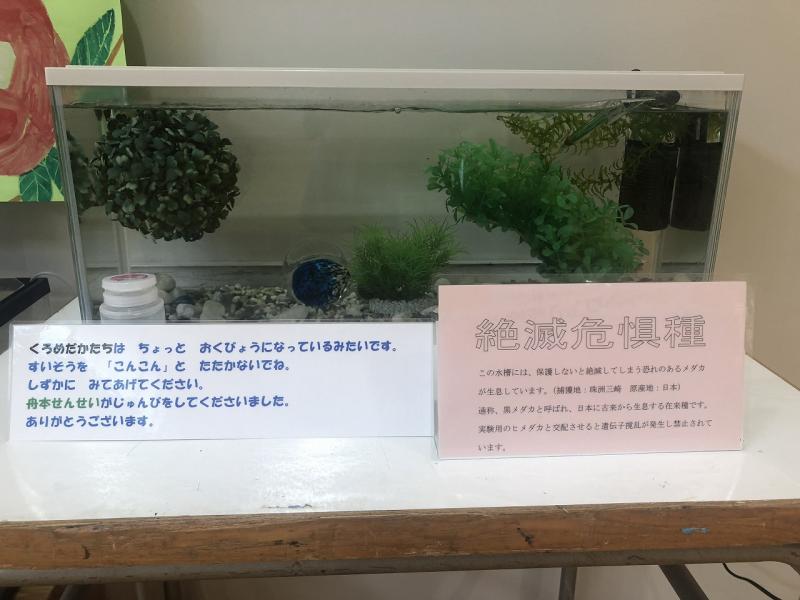 くろめだかたちは ちょっと おくびょうになっているみたいです。
すいそうを 「こんこん」と たたかないでね。
しずかに みてあげてください。
舟本せんせいがじゅんびをしてくださいました。
ありがとうございます。
絶滅危惧種
この水槽には、保護しないと絶滅してしまう恐れのあるメダカ
が生息しています。（捕獲地：珠洲三崎 原産地：日本）
通称、黒メダカと呼ばれ、日本に古来から生息する在来種です。
実験用のヒメダカと交配させると遺伝子撹乱が発生し禁止されて
います。